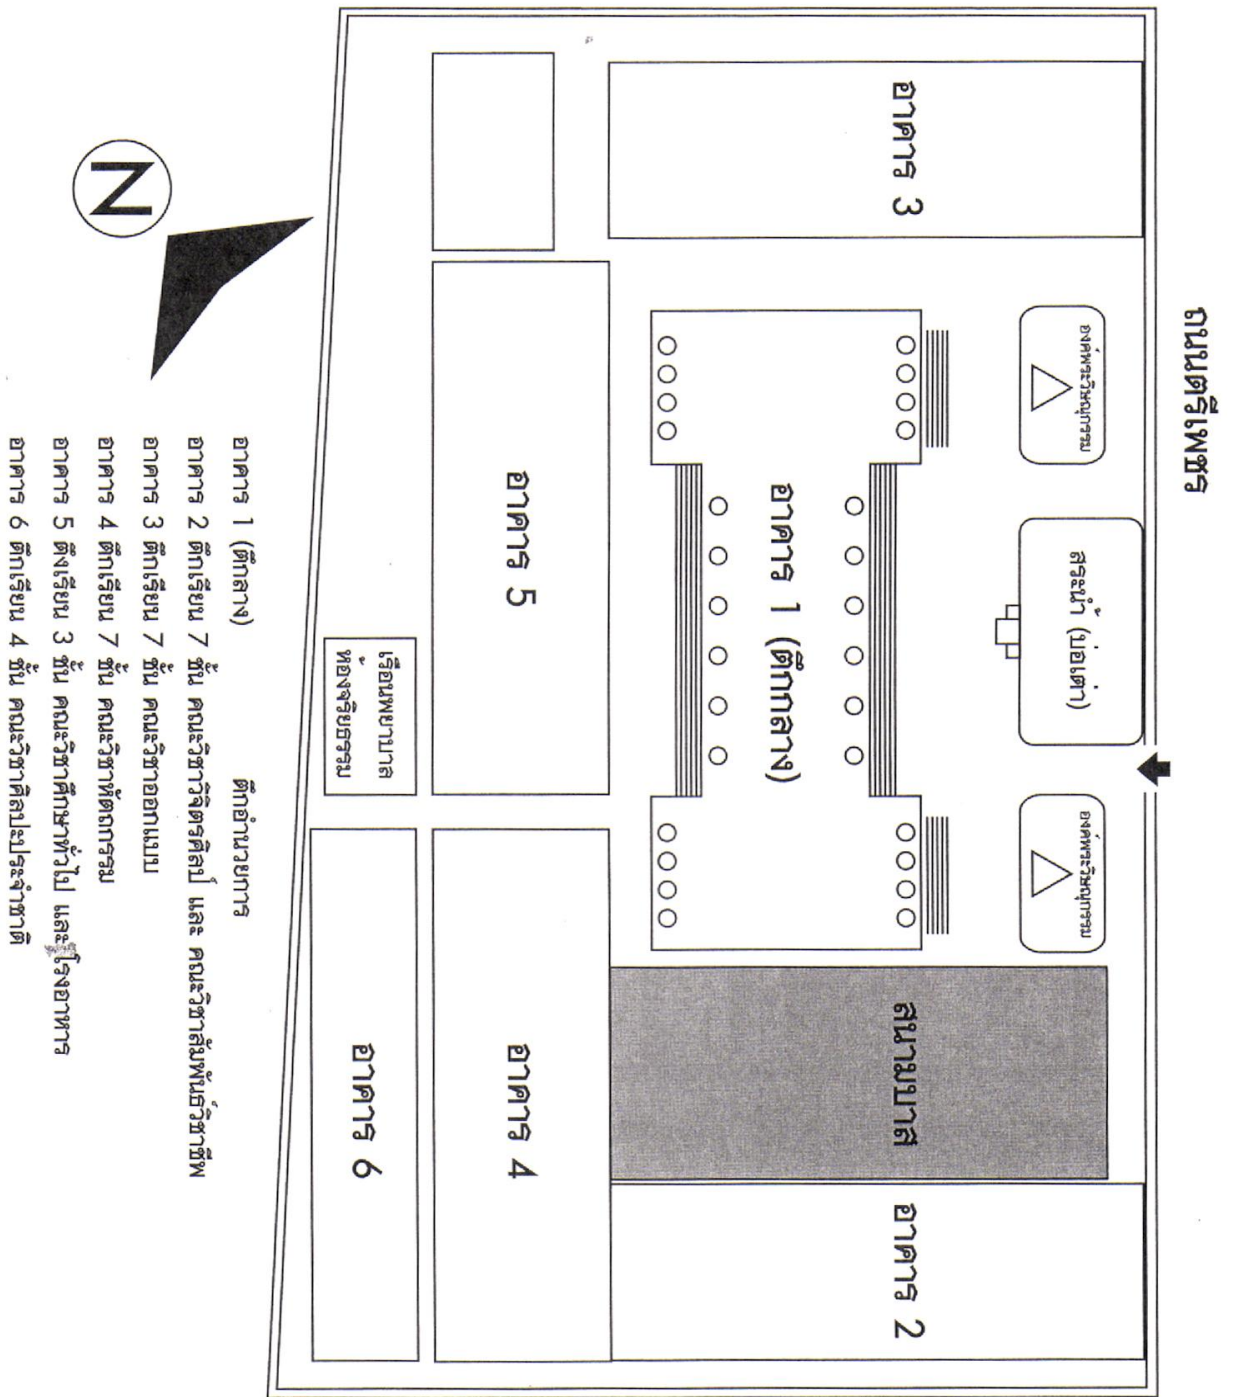 ถนนตรีเพชร
อาคาร 3
องค์พระวิษณุกรรม
สระน้ำ (บ่อเต่า)
องค์พระวิษณุกรรม
อาคาร 1 (ตึกกลาง)
สนามบาส
อาคาร 2
อาคาร 5
อาคาร 4
เรือนพยาบาล
ห้องจริยธรรม
อาคาร 6
N
อาคาร 1 (ตึกลาง) ตึกอำนวยการ
อาคาร 2 ตึกเรียน 7 ชั้น คณะวิชาวิจิตรศิลป์ และ คณะวิชาสัมพันธ์วิชาชีพ
อาคาร 3 ตึกเรียน 7 ชั้น คณะวิชาออกแบบ
อาคาร 4 ตึกเรียน 7 ชั้น คณะวิชาหัตถกรรม
อาคาร 5 ตึงเรียน 3 ชั้น คณะวิชาศึกษาทั่วไป และ โรงอาหาร
อาคาร 6 ตึกเรียน 4 ชั้น คณะวิชาศิลปะประจำชาติ